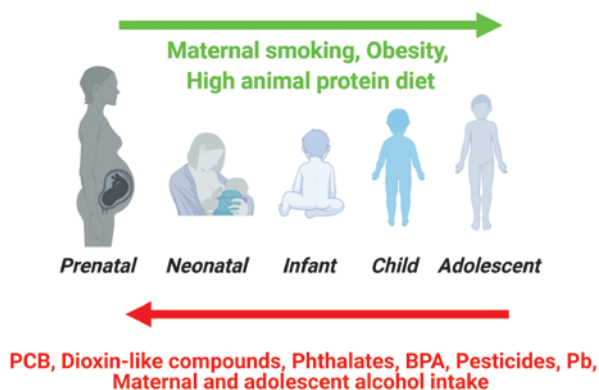 Maternal smoking, Obesity,
High animal protein diet
Prenatal Neonatal Infant Child Adolescent
PCB, Dioxin-like compounds, Phthalates, BPA, Pesticides, Pb,
Maternal and adolescent alcohol intake